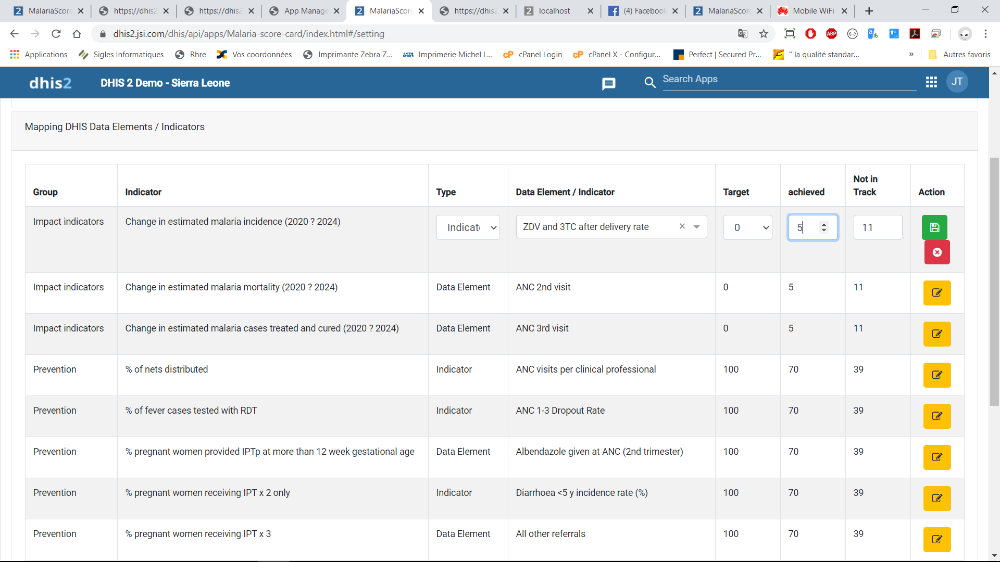 MalariaScore https://dhis2 https://dhis2 App Manage MalariaScore https://dhis2 localhost (4) Facebook MalariaScore Mobile WiFi
dhis2.jsi.com/dhis/api/apps/Malaria-score-card/index.html#/setting
Applications Sigles Informatiques Rhre Vos coordonnées Imprimante Zebra Z... Imprimerie Michel L... cPanel Login cPanel X - Configur... Perfect | Secured Pr... " la qualité standar... » Autres favoris
dhis2 DHIS 2 Demo - Sierra Leone Search Apps JT
Mapping DHIS Data Elements / Indicators
Group Indicator Type Data Element / Indicator Target achieved Not in Track Action
Impact indicators Change in estimated malaria incidence (2020 ? 2024) Indicat ZDV and 3TC after delivery rate × 0 5 11
Impact indicators Change in estimated malaria mortality (2020 ? 2024) Data Element ANC 2nd visit 0 5 11
Impact indicators Change in estimated malaria cases treated and cured (2020 ? 2024) Data Element ANC 3rd visit 0 5 11
Prevention % of nets distributed Indicator ANC visits per clinical professional 100 70 39
Prevention % of fever cases tested with RDT Indicator ANC 1-3 Dropout Rate 100 70 39
Prevention % pregnant women provided IPTp at more than 12 week gestational age Data Element Albendazole given at ANC (2nd trimester) 100 70 39
Prevention % pregnant women receiving IPT x 2 only Indicator Diarrhoea <5 y incidence rate (%) 100 70 39
Prevention % pregnant women receiving IPT x 3 Data Element All other referrals 100 70 39